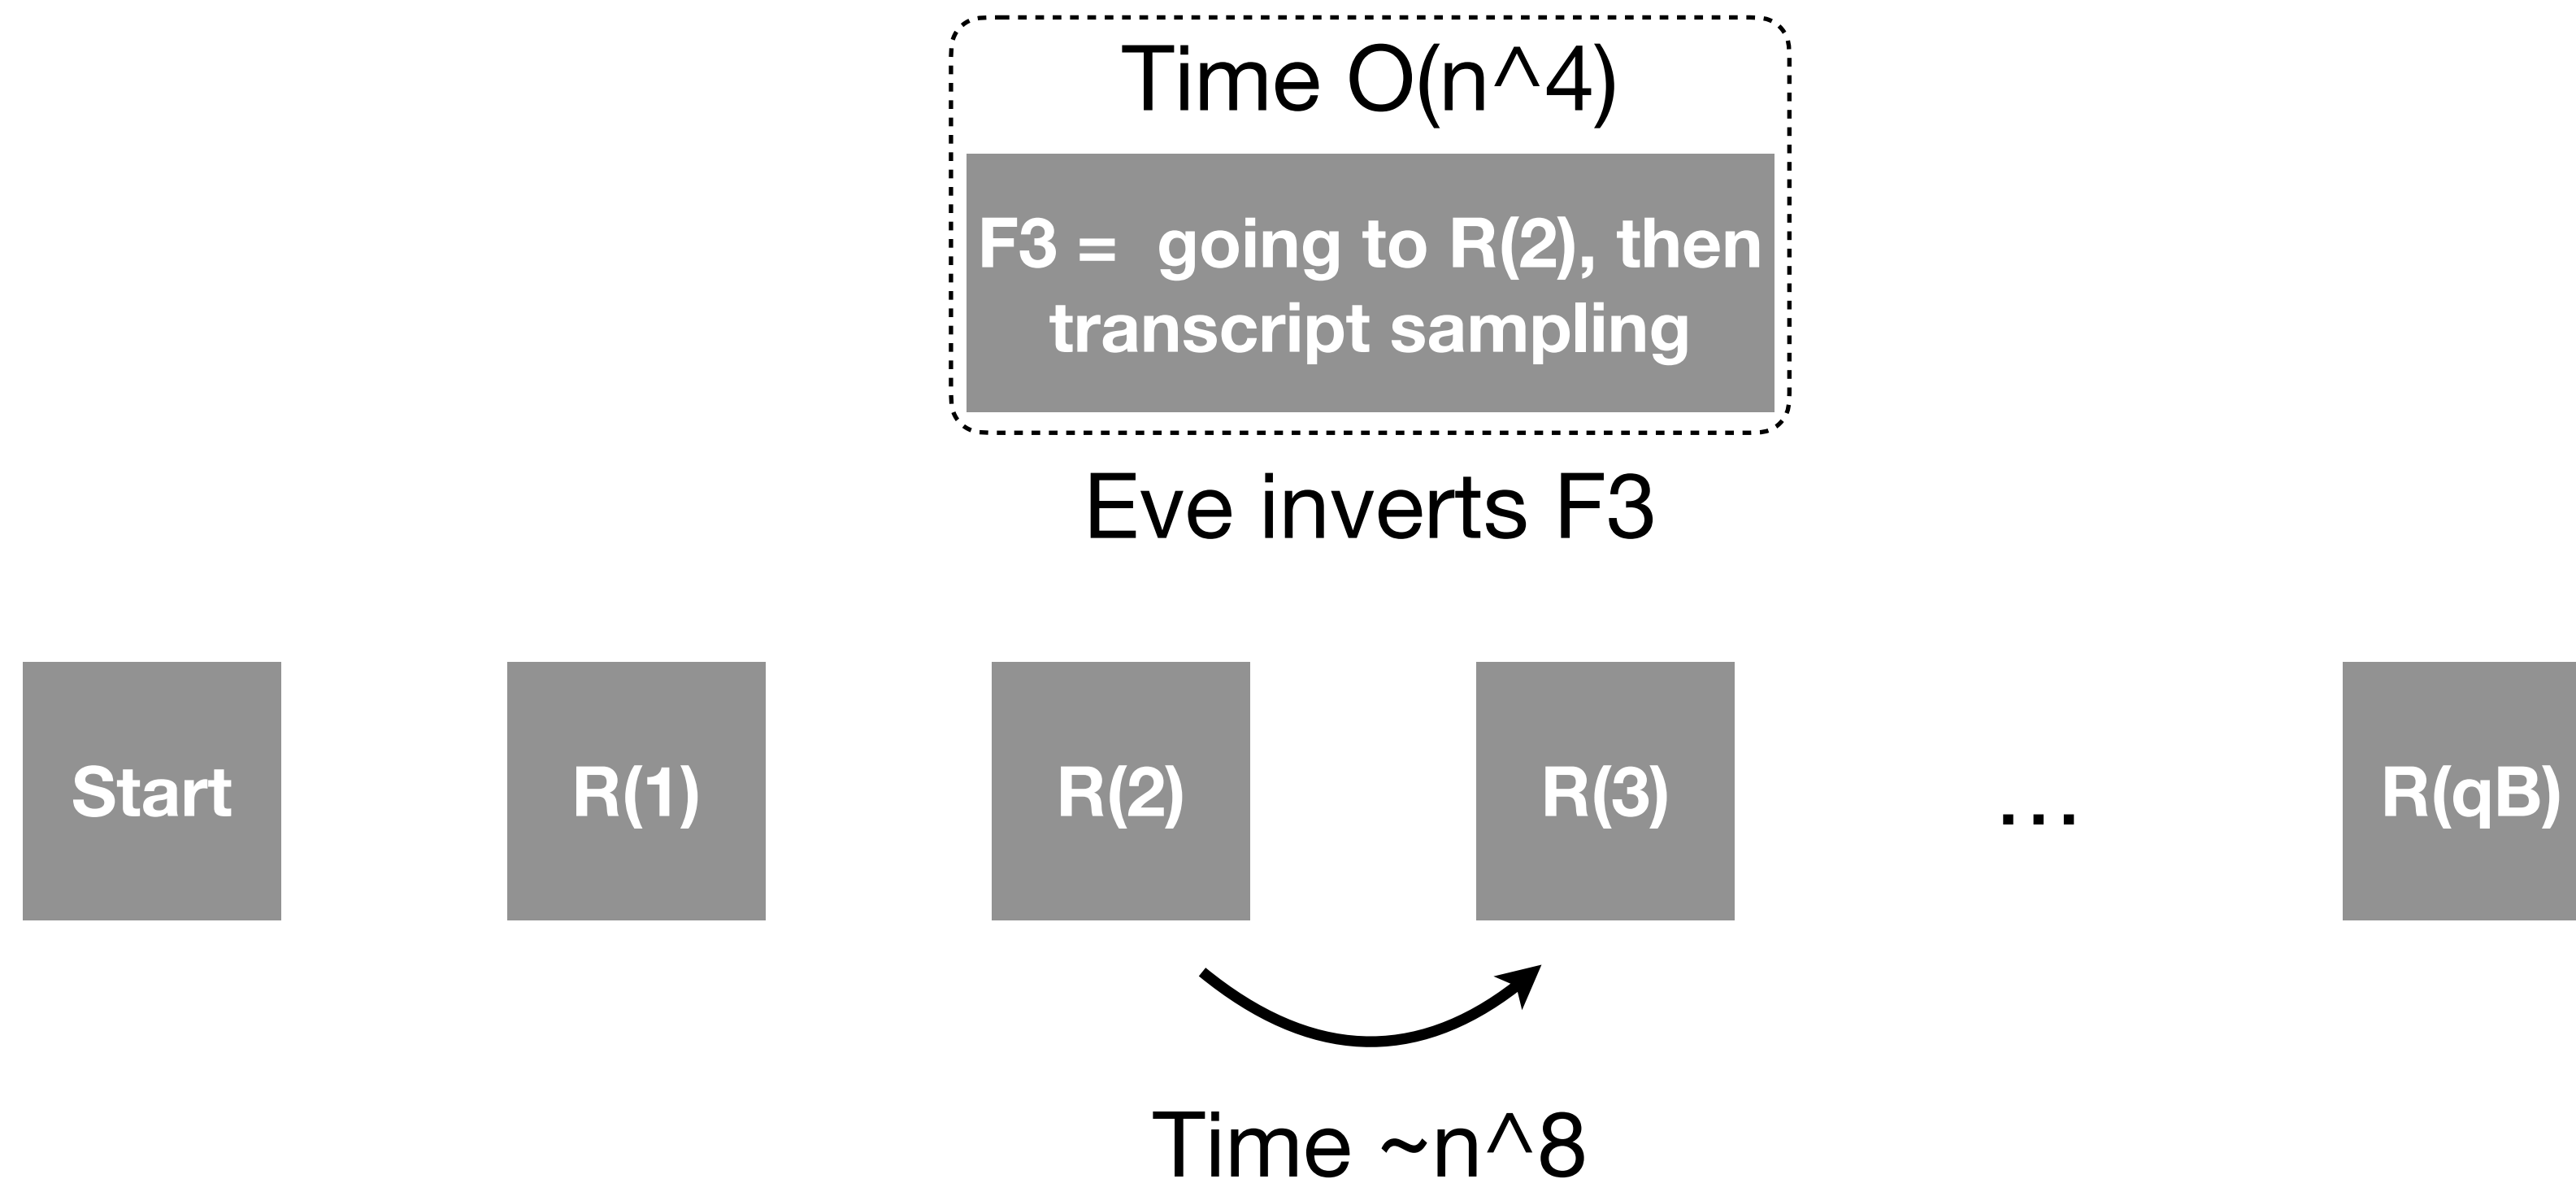 Time O(n^4)
F3 =  going to R(2), then
transcript sampling
Eve inverts F3
Start
R(1)
R(2)
R(3)
...
R(qB)
Time ~n^8